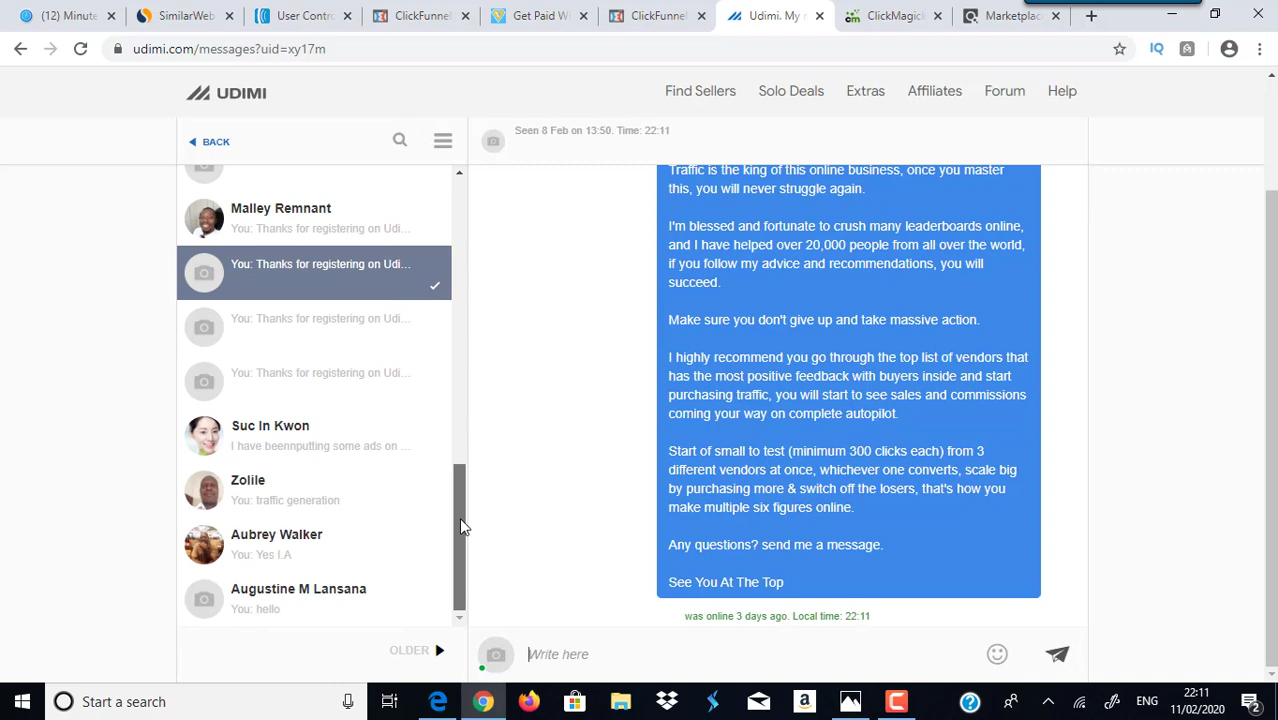 (12) Minute
SimilarWeb
User Contr
ClickFunnel
Get Paid Wi
ClickFunnel
Udimi. My r
ClickMagick
Marketplac
udimi.com/messages?uid=xy17m
UDIMI
Find Sellers
Solo Deals
Extras
Affiliates
Forum
Help
BACK
Seen 8 Feb on 13:50. Time: 22:11
Malley Remnant
You: Thanks for registering on Udi...
You: Thanks for registering on Udi...
You: Thanks for registering on Udi...
You: Thanks for registering on Udi...
Suc In Kwon
I have beennputting some ads on ...
Zolile
You: traffic generation
Aubrey Walker
You: Yes I.A
Augustine M Lansana
You: hello
OLDER
Traffic is the king of this online business, once you master
this, you will never struggle again.
I'm blessed and fortunate to crush many leaderboards online,
and I have helped over 20,000 people from all over the world,
if you follow my advice and recommendations, you will
succeed.
Make sure you don't give up and take massive action.
I highly recommend you go through the top list of vendors that
has the most positive feedback with buyers inside and start
purchasing traffic, you will start to see sales and commissions
coming your way on complete autopilot.
Start of small to test (minimum 300 clicks each) from 3
different vendors at once, whichever one converts, scale big
by purchasing more & switch off the losers, that's how you
make multiple six figures online.
Any questions? send me a message.
See You At The Top
was online 3 days ago. Local time: 22:11
Write here
Start a search
ENG
22:11
11/02/2020
2